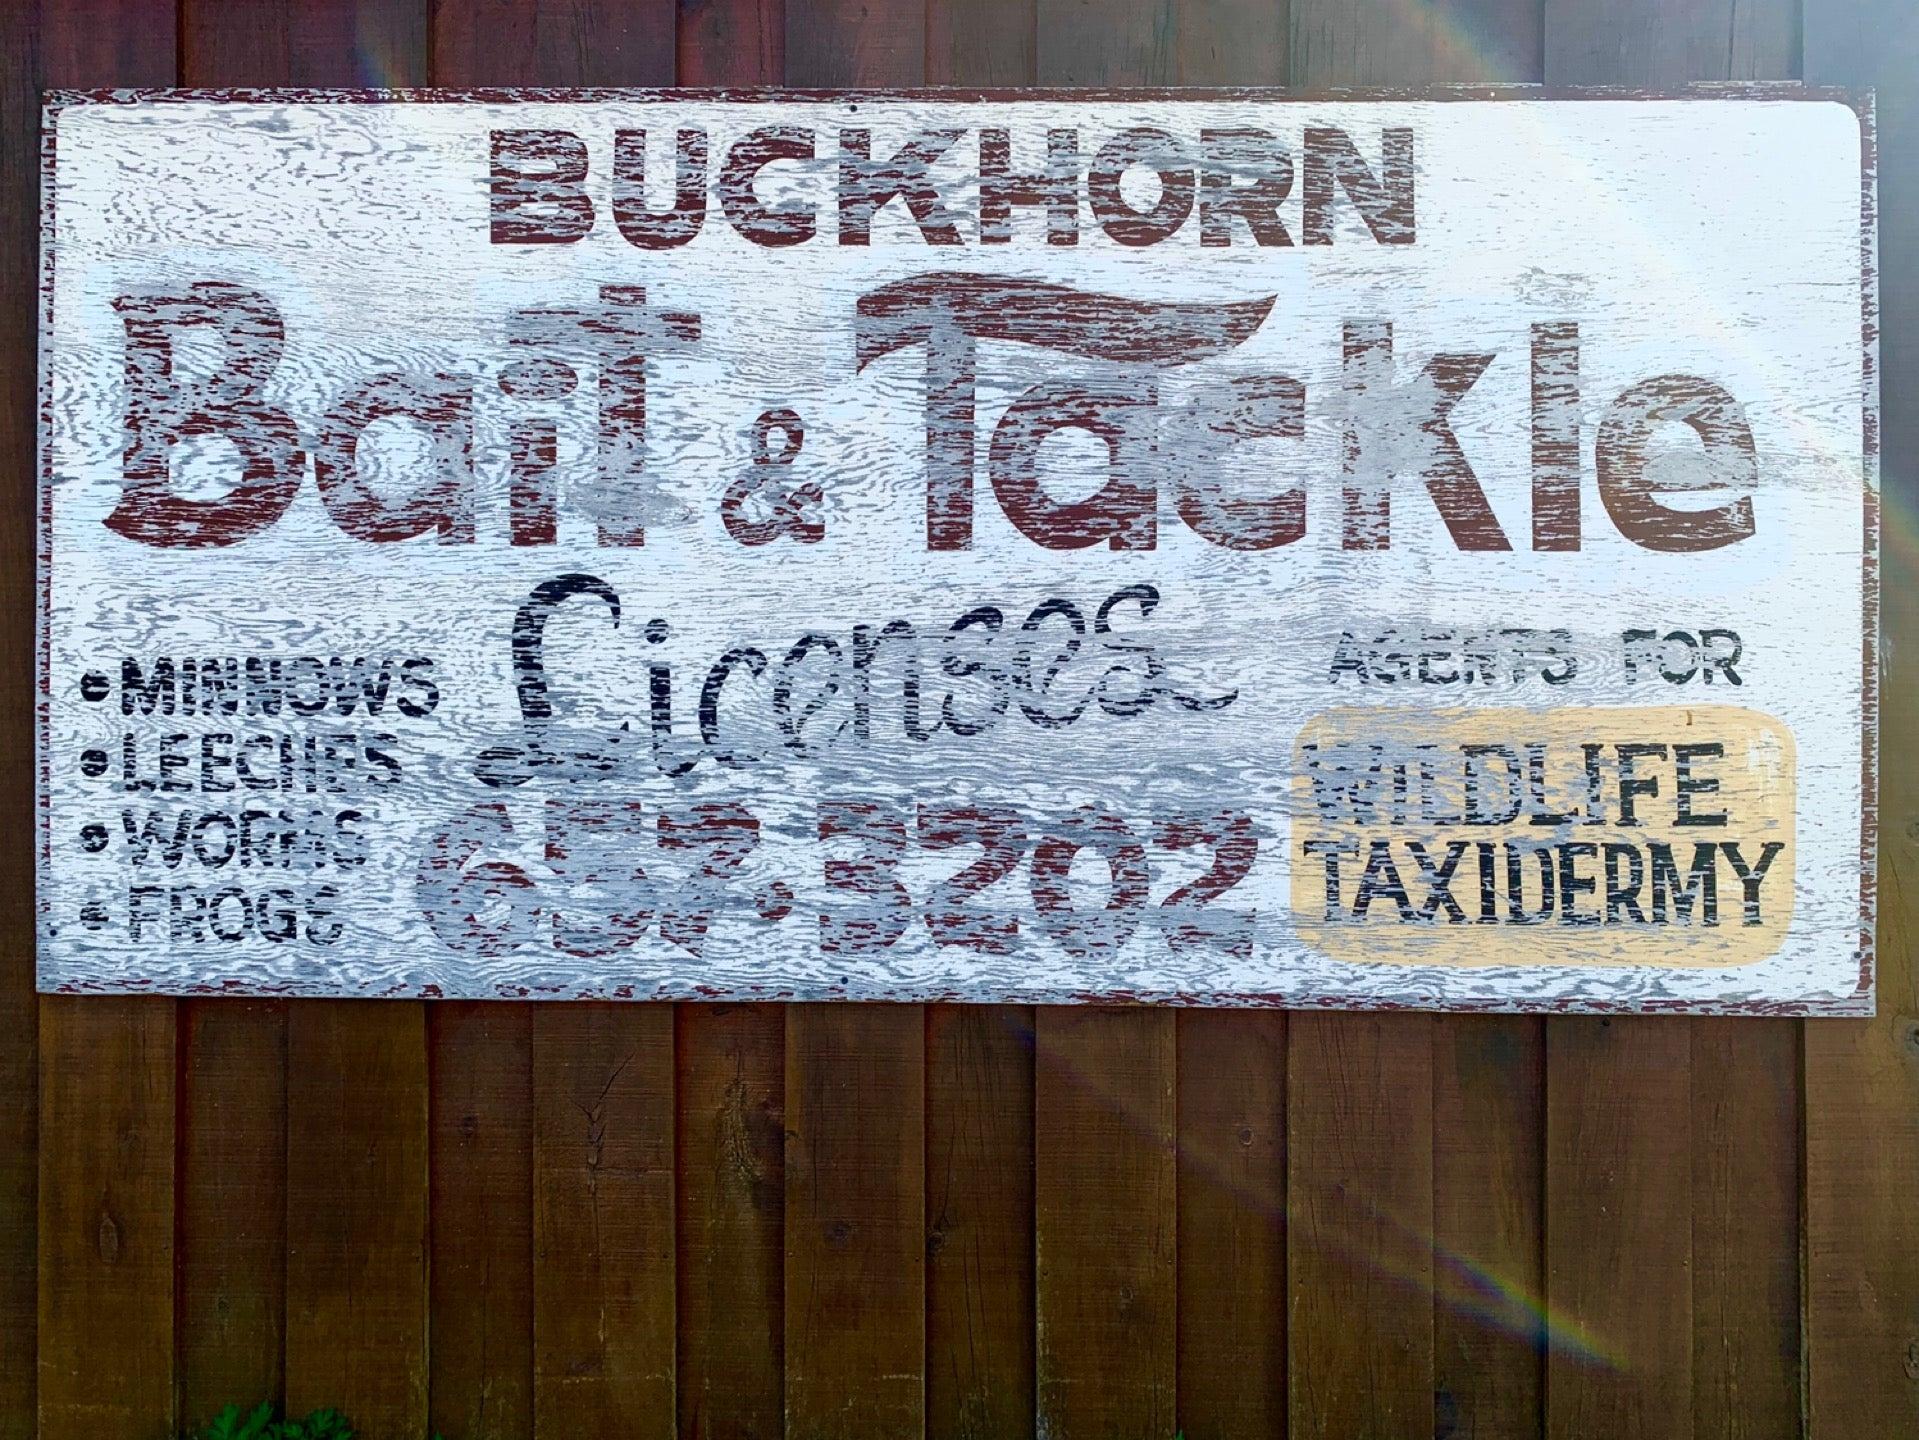 BUCKHORN
Bait & Tackle
Licenses
• MINNOWS
• LEECHES
• WORMS
• FROGS
657-3202
AGENTS FOR
WILDLIFE
TAXIDERMY